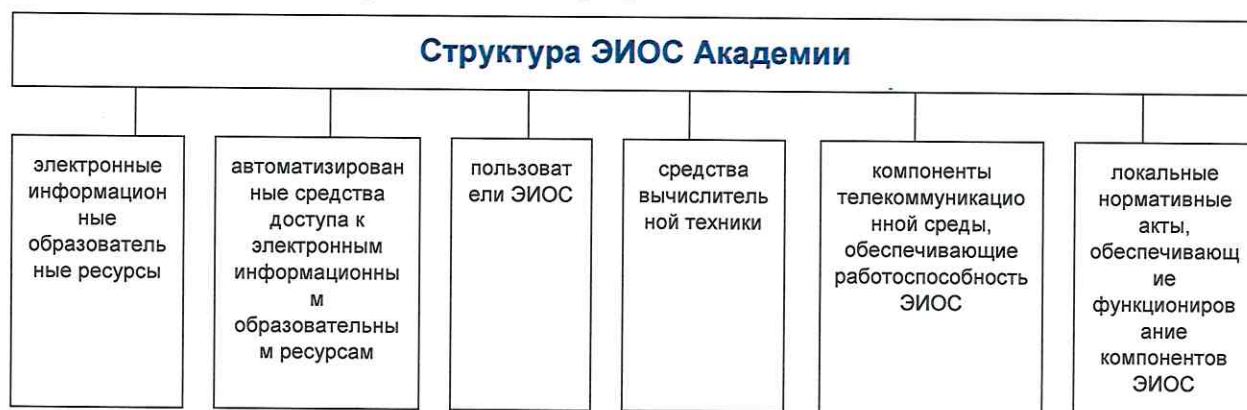 Структура ЭИОС Академии
электронные
информацион
ные
образователь
ные ресурсы
автоматизирован
ные средства
доступа к
электронным
информационны
м
образовательны
м ресурсам
пользоват
ели ЭИОС
средства
вычислитель
ной техники
компоненты
телекоммуникацио
нной среды,
обеспечивающие
работоспособность
ЭИОС
локальные
нормативные
акты,
обеспечивающ
ие
функциониров
ание
компонентов
ЭИОС